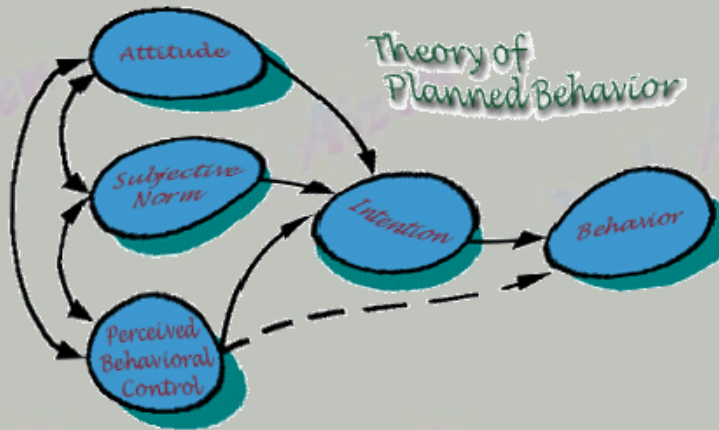 Theory of
Planned Behavior
Attitude
Subjective
Norm
Intention
Behavior
Perceived
Behavioral
Control